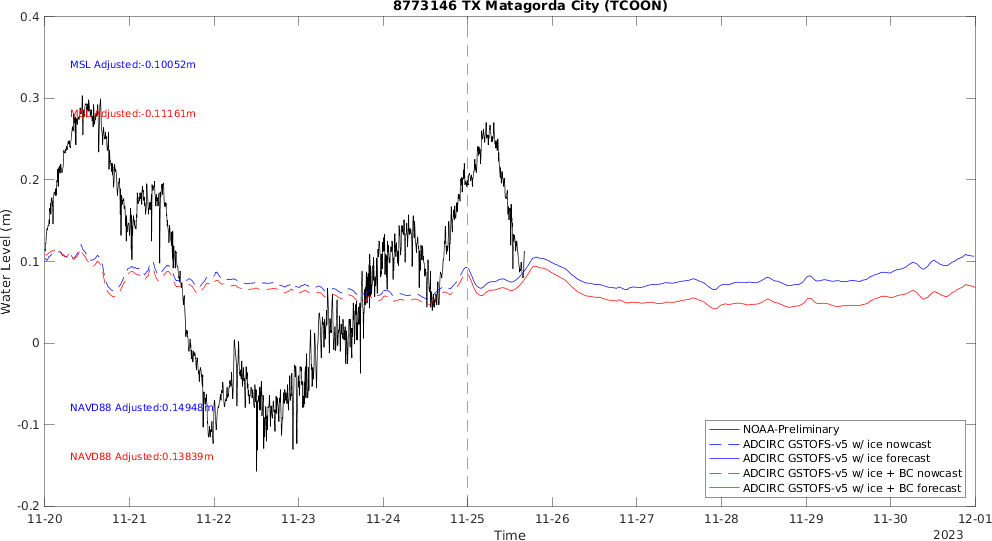 8773146 TX Matagorda City (TCOON)
0.4
0.3
0.2
0.1
0
-0.1
-0.2
Water Level (m)
MSL Adjusted:-0.10052m
MSL Adjusted:-0.11161m
NAVD88 Adjusted:0.14948m
NAVD88 Adjusted:0.13839m
NOAA-Preliminary
ADCIRC GSTOFS-v5 w/ ice nowcast
ADCIRC GSTOFS-v5 w/ ice forecast
ADCIRC GSTOFS-v5 w/ ice + BC nowcast
ADCIRC GSTOFS-v5 w/ ice + BC forecast
11-20 11-21 11-22 11-23 11-24 11-25 11-26 11-27 11-28 11-29 11-30 12-01
Time
2023